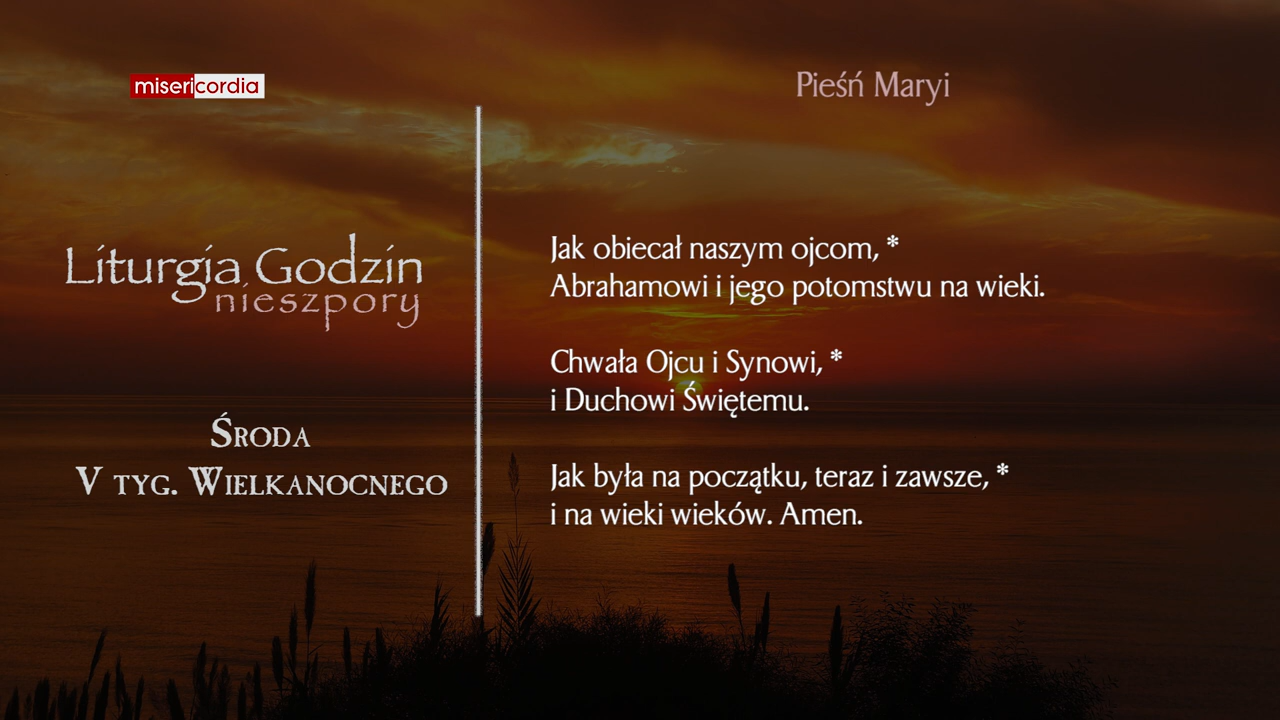 misericordia
Pieśń Maryi
Liturgia Godzin
nieszpory
Środa
V tyg. Wielkanocnego
Jak obiecał naszym ojcom, *
Abrahamowi i jego potomstwu na wieki.
Chwała Ojcu i Synowi, *
i Duchowi Świętemu.
Jak była na początku, teraz i zawsze, *
i na wieki wieków. Amen.